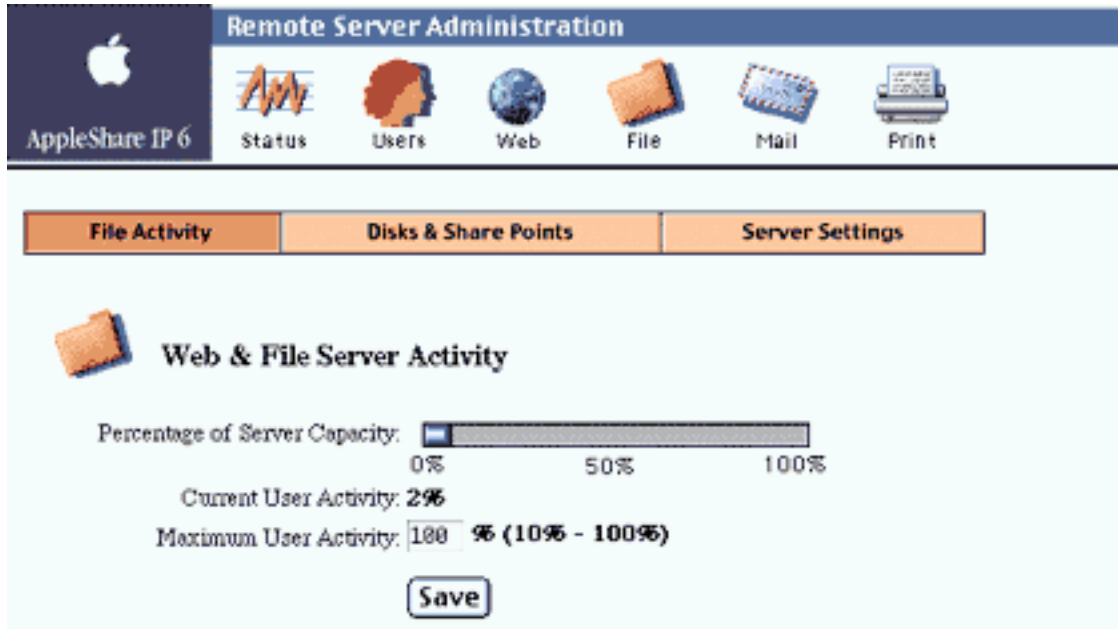 Remote Server Administration
AppleShare IP 6
Status Users Web File Mail Print
File Activity Disks & Share Points Server Settings
Web & File Server Activity
Percentage of Server Capacity:
0% 50% 100%
Current User Activity: 2%
Maximum User Activity: 100 % (10% - 100%)
Save